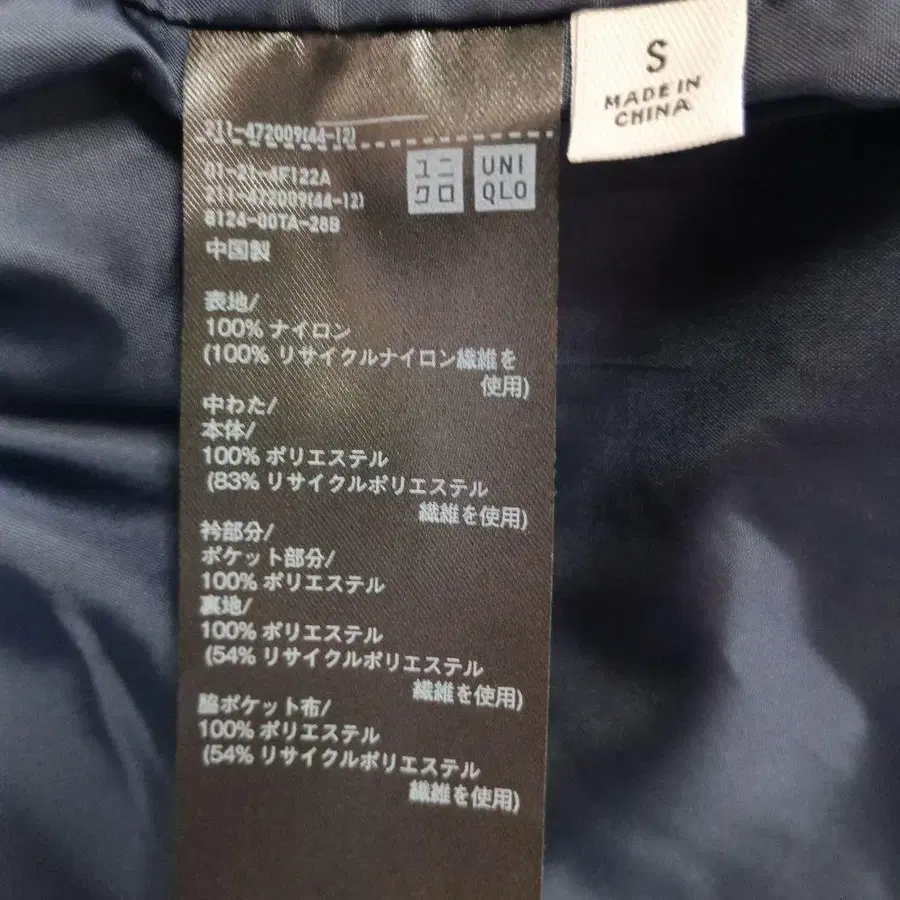 S
MADE IN
CHINA
211-472009(44-12)
ユニ
クロ
UNI
QLO
01-21-4F122A
211-472009(44-12)
8124-00TA-28B
中国製
表地/
100% ナイロン
(100% リサイクルナイロン繊維を
使用)
中わた/
本体/
100% ポリエステル
(83% リサイクルポリエステル
繊維を使用)
衿部分/
ポケット部分/
100% ポリエステル
裏地/
100% ポリエステル
(54% リサイクルポリエステル
繊維を使用)
脇ポケット布/
100% ポリエステル
(54% リサイクルポリエステル
繊維を使用)